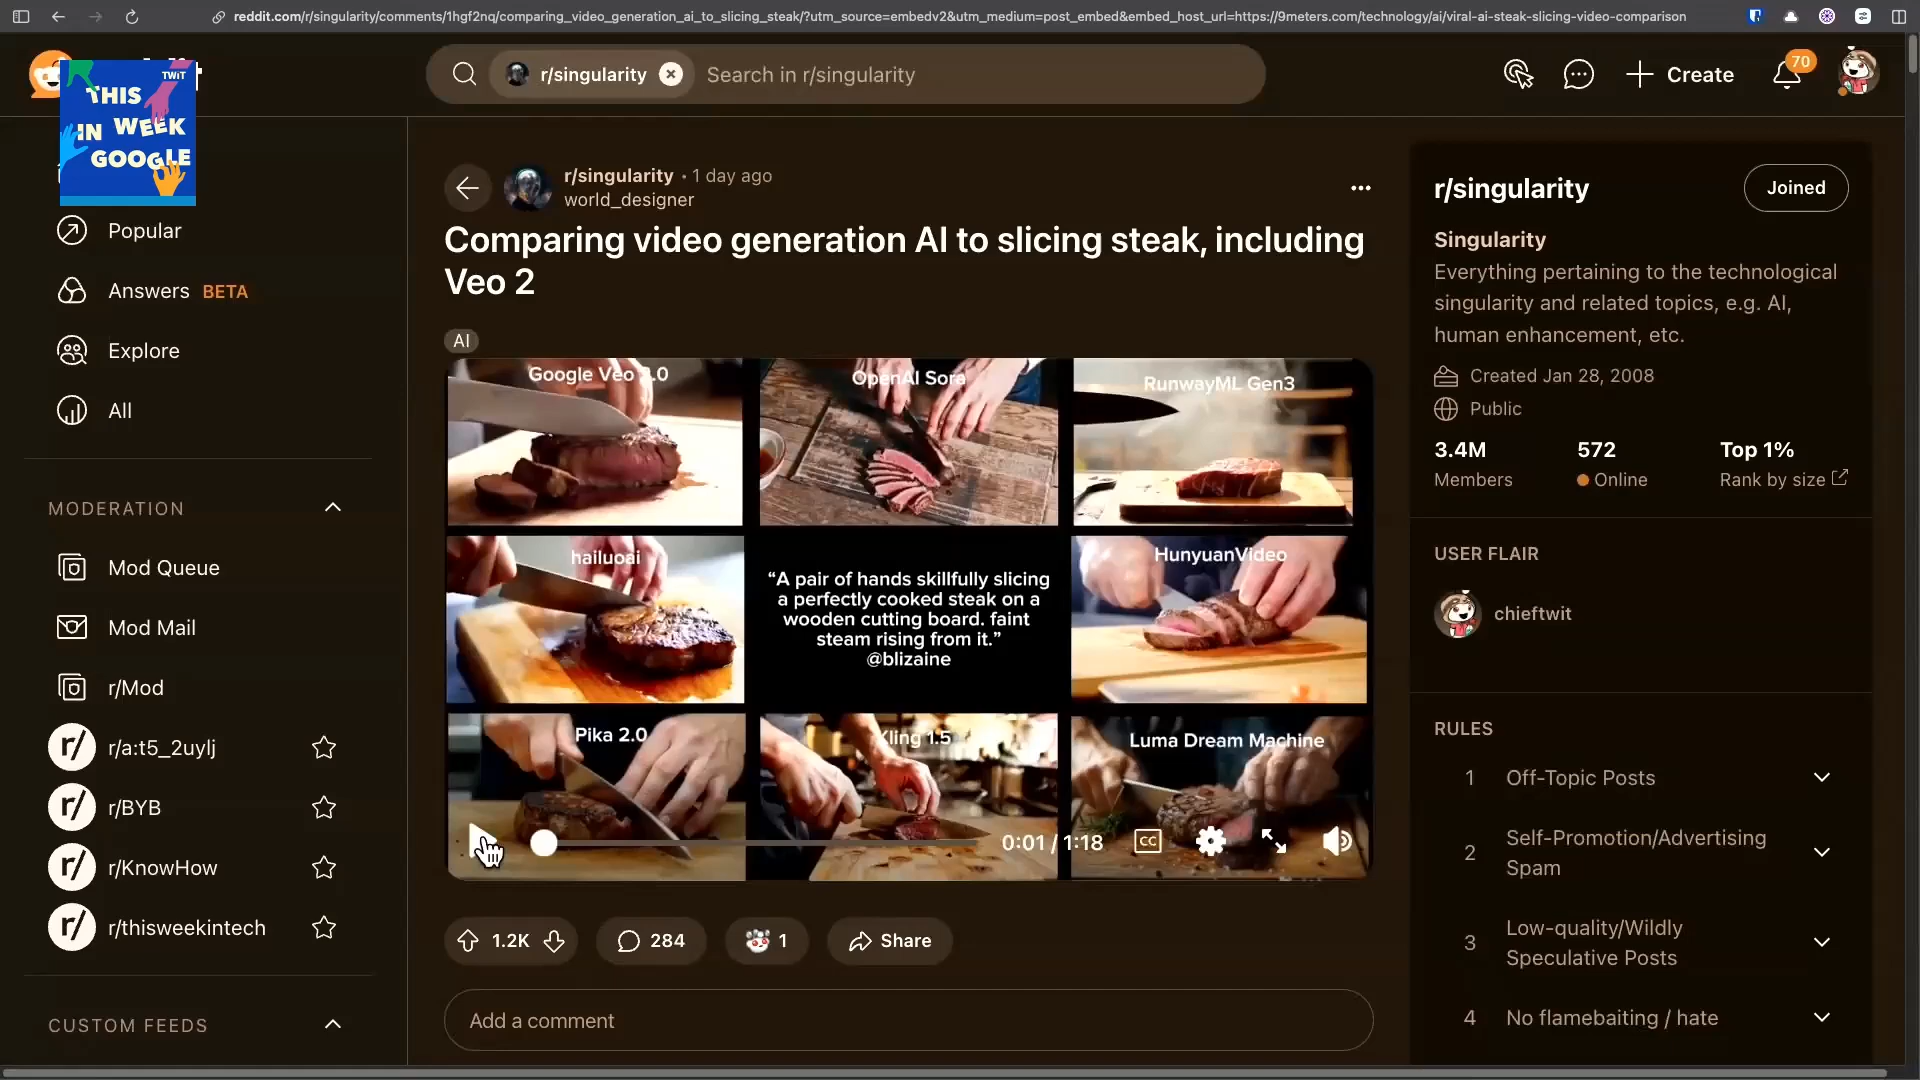 reddit.com/r/singularity/comments/1hgf2nq/comparing_video_generation_ai_to_slicing_steak/?utm_source=embedv2&utm_medium=post_embed&embed_host_url=https://9meters.com/technology/ai/viral-ai-steak-slicing-video-comparison
TWiT
THIS
IN WEEK
GOOGLE
r/singularity
Search in r/singularity
Create
70
Popular
Answers BETA
Explore
All
MODERATION
Mod Queue
Mod Mail
r/Mod
r/ r/a:t5_2uylj
r/ r/BYB
r/ r/KnowHow
r/ r/thisweekintech
CUSTOM FEEDS
r/singularity • 1 day ago
world_designer
Comparing video generation AI to slicing steak, including
Veo 2
AI
Google Veo 2.0
OpenAI Sora
RunwayML Gen3
hailuoai
“A pair of hands skillfully slicing
a perfectly cooked steak on a
wooden cutting board. faint
steam rising from it.”
@blizaine
HunyuanVideo
Pika 2.0
Kling 1.5
Luma Dream Machine
0:01 / 1:18
CC
1.2K
284
1
Share
Add a comment
r/singularity
Joined
Singularity
Everything pertaining to the technological
singularity and related topics, e.g. AI,
human enhancement, etc.
Created Jan 28, 2008
Public
3.4M 572 Top 1%
Members Online Rank by size
USER FLAIR
chieftwit
RULES
1 Off-Topic Posts
2 Self-Promotion/Advertising
Spam
3 Low-quality/Wildly
Speculative Posts
4 No flamebaiting / hate